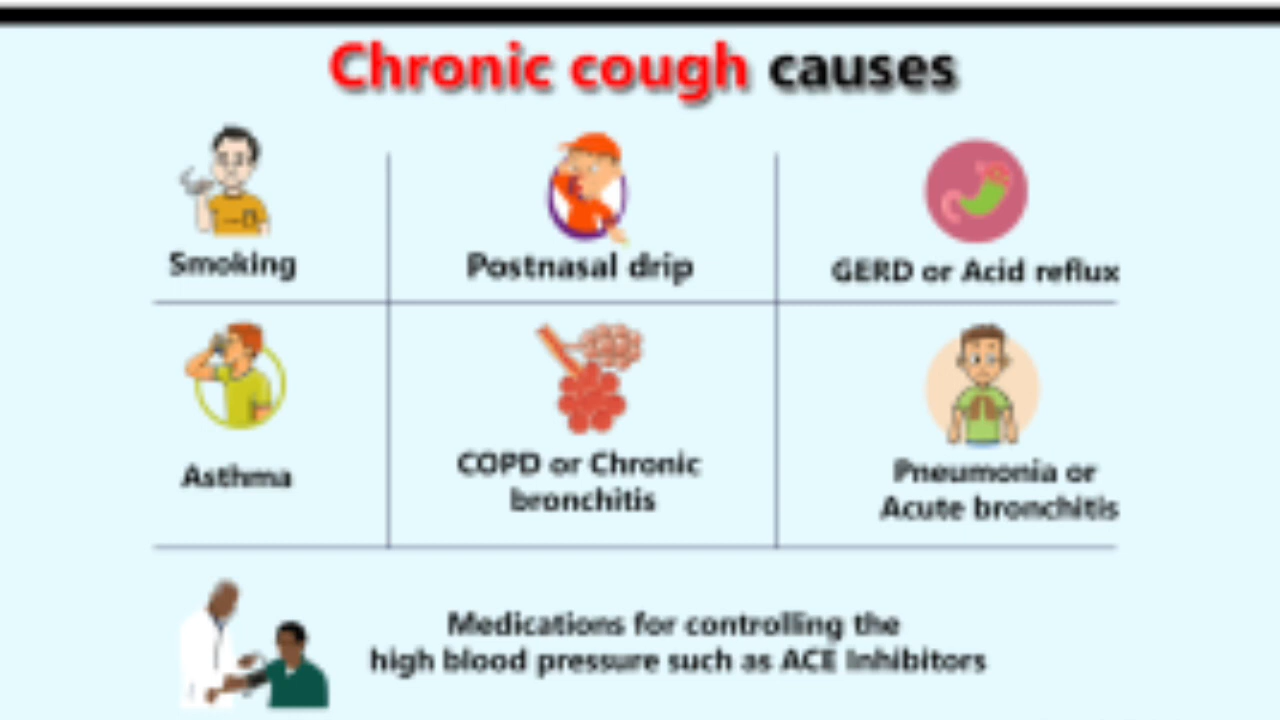 Chronic cough causes
Smoking
Postnasal drip
GERD or Acid reflux
Asthma
COPD or Chronic
bronchitis
Pneumonia or
Acute bronchitis
Medications for controlling the
high blood pressure such as ACE Inhibitors